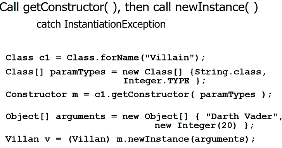 Call getConstructor( ), then call newInstance( )
catch InstantiationException
Class c1 = Class.forName("Villain");
Class[] paramTypes = new Class[] {String.class,
Integer.TYPE };
Constructor m = c1.getConstructor( paramTypes );
Object[] arguments = new Object[] { "Darth Vader",
new Integer(20) };
Villan v = (Villan) m.newInstance(arguments);